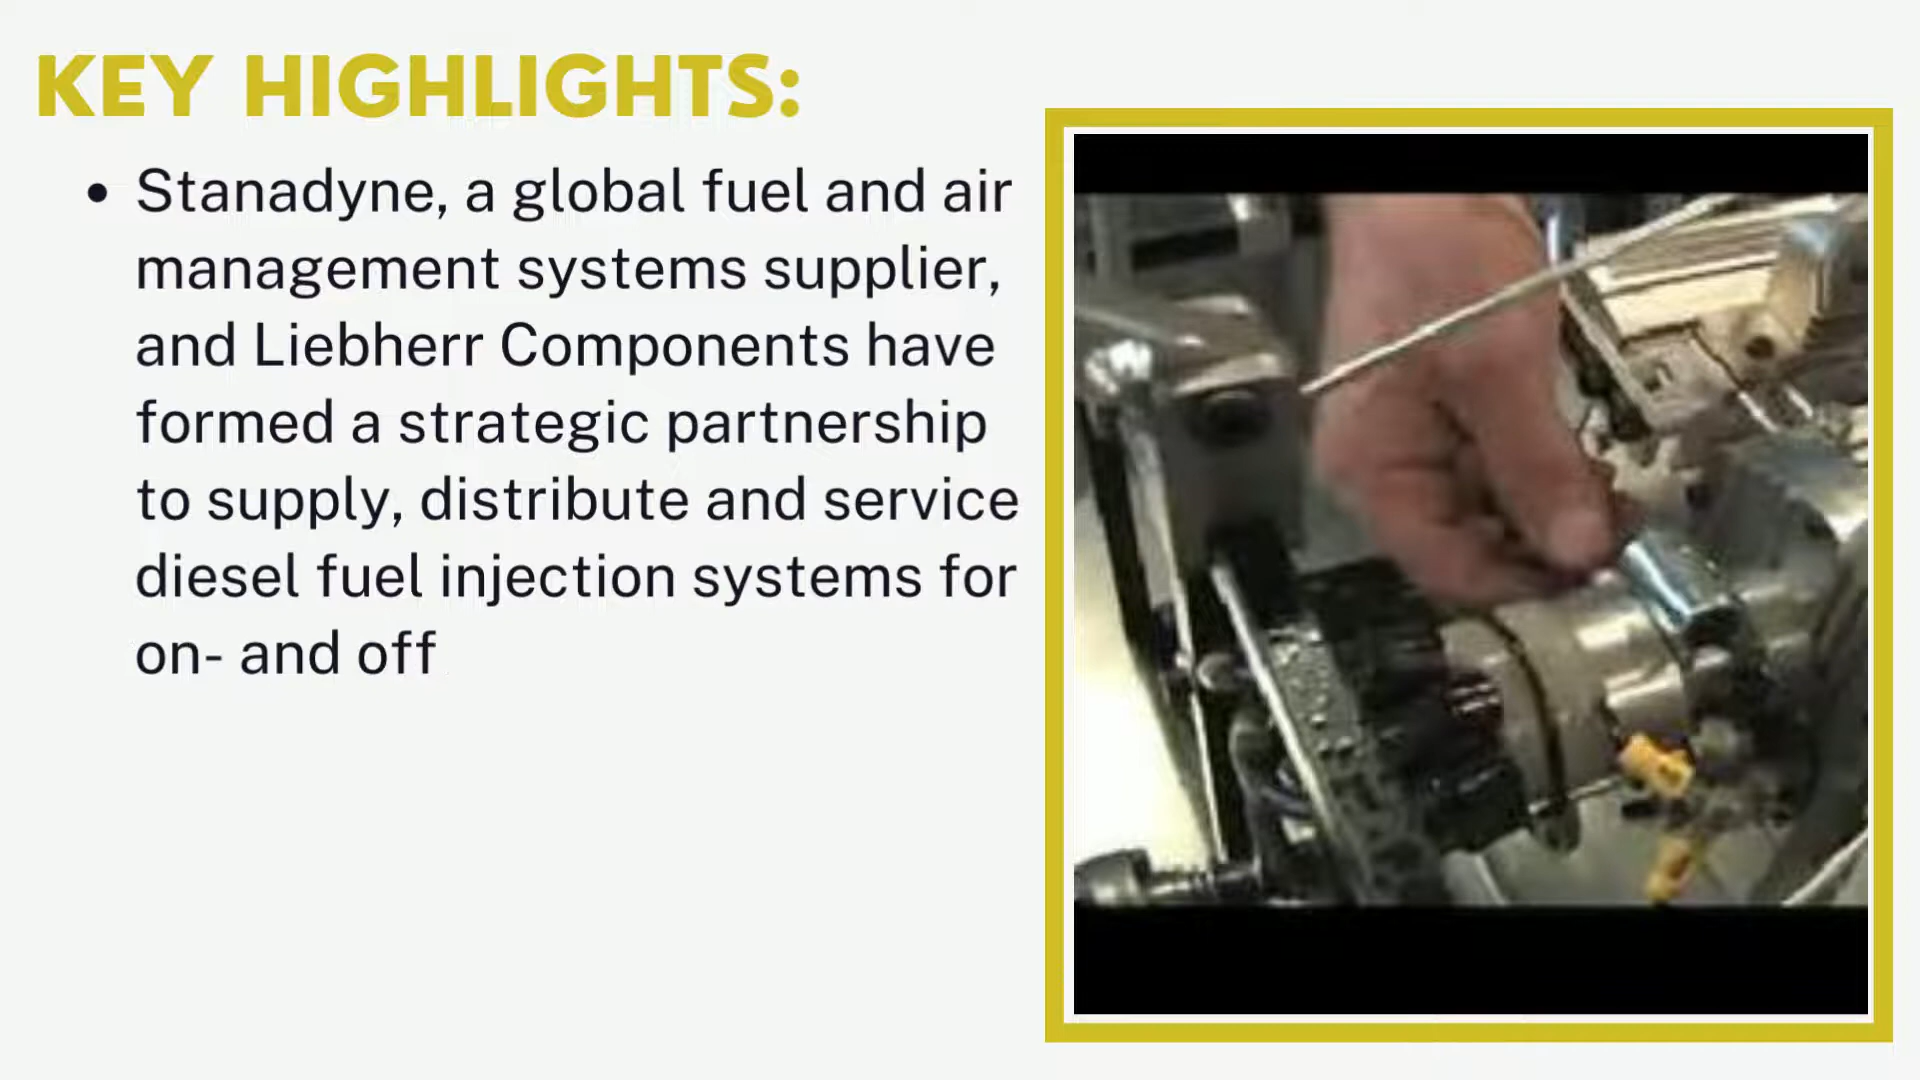 KEY HIGHLIGHTS:
• Stanadyne, a global fuel and air
management systems supplier,
and Liebherr Components have
formed a strategic partnership
to supply, distribute and service
diesel fuel injection systems for
on- and off